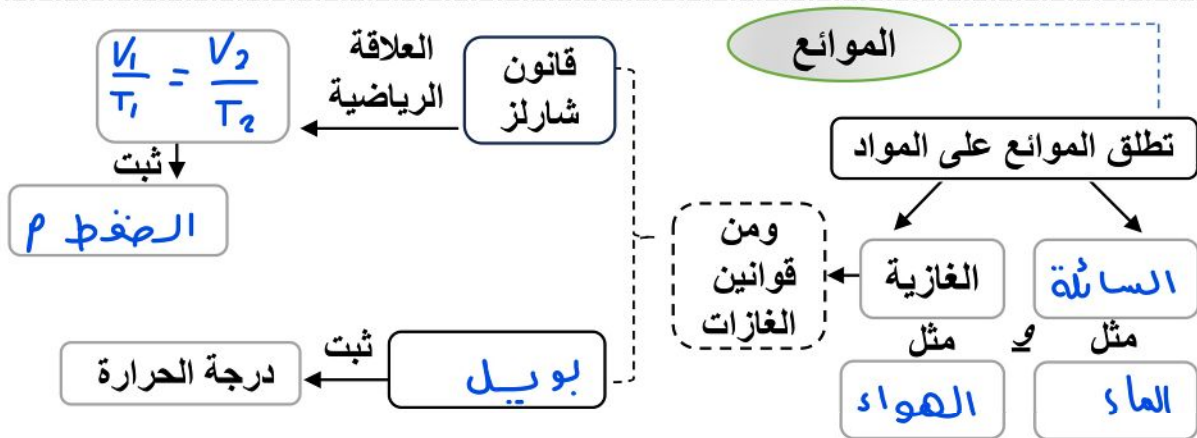 الموائع
تطلق الموائع على المواد
السائلة
مثل
الماء
و
الغازية
مثل
الهواء
ومن
قوانين
الغازات
قانون
شارلز
العلاقة
الرياضية
V₁/T₁ = V₂/T₂
ثبت
الضغط P
بويل
ثبت
درجة الحرارة